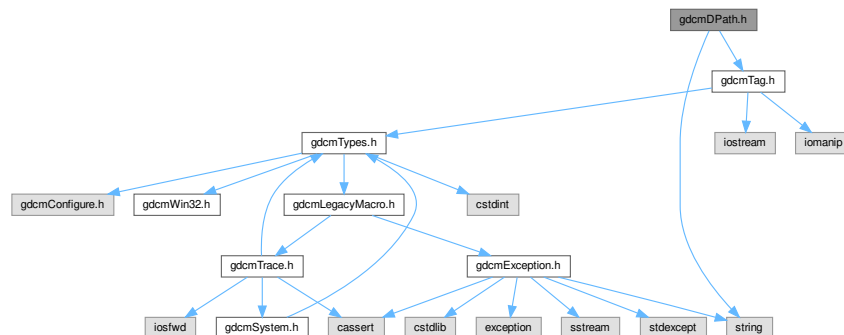 gdcmDPath.h
gdcmTag.h
gdcmTypes.h
iostream
iomanip
gdcmConfigure.h
gdcmWin32.h
gdcmLegacyMacro.h
cstdint
gdcmTrace.h
gdcmException.h
iosfwd
gdcmSystem.h
cassert
cstdlib
exception
sstream
stdexcept
string